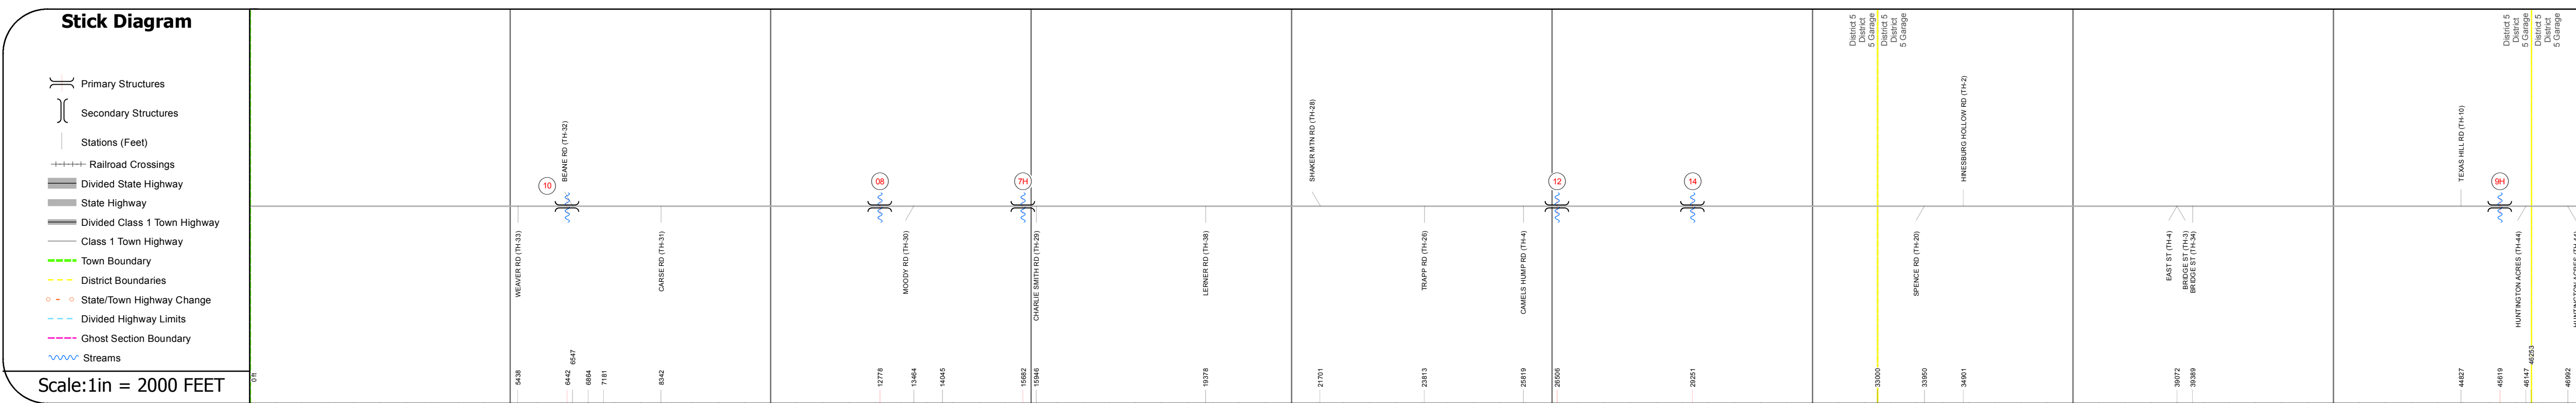 Stick Diagram
Primary Structures
Secondary Structures
Stations (Feet)
Railroad Crossings
Divided State Highway
State Highway
Divided Class 1 Town Highway
Class 1 Town Highway
Town Boundary
District Boundaries
State/Town Highway Change
Divided Highway Limits
Ghost Section Boundary
Streams
Scale:1in = 2000 FEET
District 5
District
5 Garage
District 5
District
5 Garage
District 5
District
5 Garage
District 5
District
5 Garage
10
08
7H
12
14
9H
BEANE RD (TH-32)
SHAKER MTN RD (TH-28)
HINESBURG HOLLOW RD (TH-2)
TEXAS HILL RD (TH-10)
WEAVER RD (TH-33)
CARSE RD (TH-31)
MOODY RD (TH-30)
CHARLIE SMITH RD (TH-29)
LERNER RD (TH-38)
TRAPP RD (TH-26)
CAMELS HUMP RD (TH-4)
SPENCE RD (TH-20)
EAST ST (TH-4)
BRIDGE ST (TH-3)
BRIDGE ST (TH-34)
HUNTINGTON ACRES (TH-44)
0 ft
5438
6442
6547
6864
7181
8342
12778
13464
14045
15682
15946
19378
21701
23813
25819
26506
29251
33000
33950
34901
39072
39389
44827
45619
46147
46253
46992